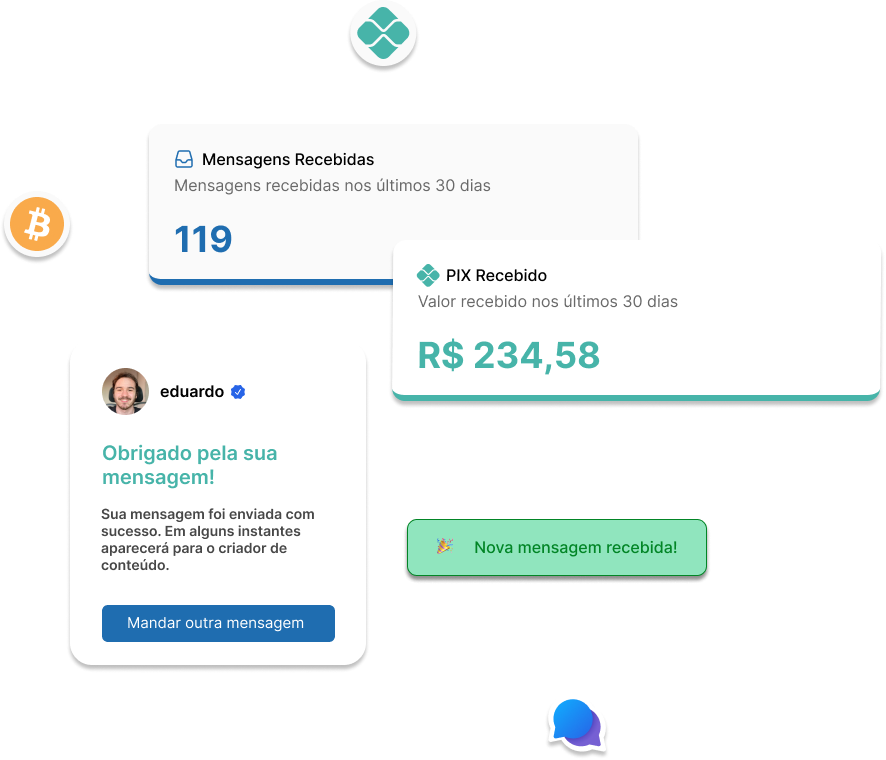 Mensagens Recebidas
Mensagens recebidas nos últimos 30 dias
119
PIX Recebido
Valor recebido nos últimos 30 dias
R$ 234,58
eduardo
Obrigado pela sua
mensagem!
Sua mensagem foi enviada com
sucesso. Em alguns instantes
aparecerá para o criador de
conteúdo.
Mandar outra mensagem
Nova mensagem recebida!